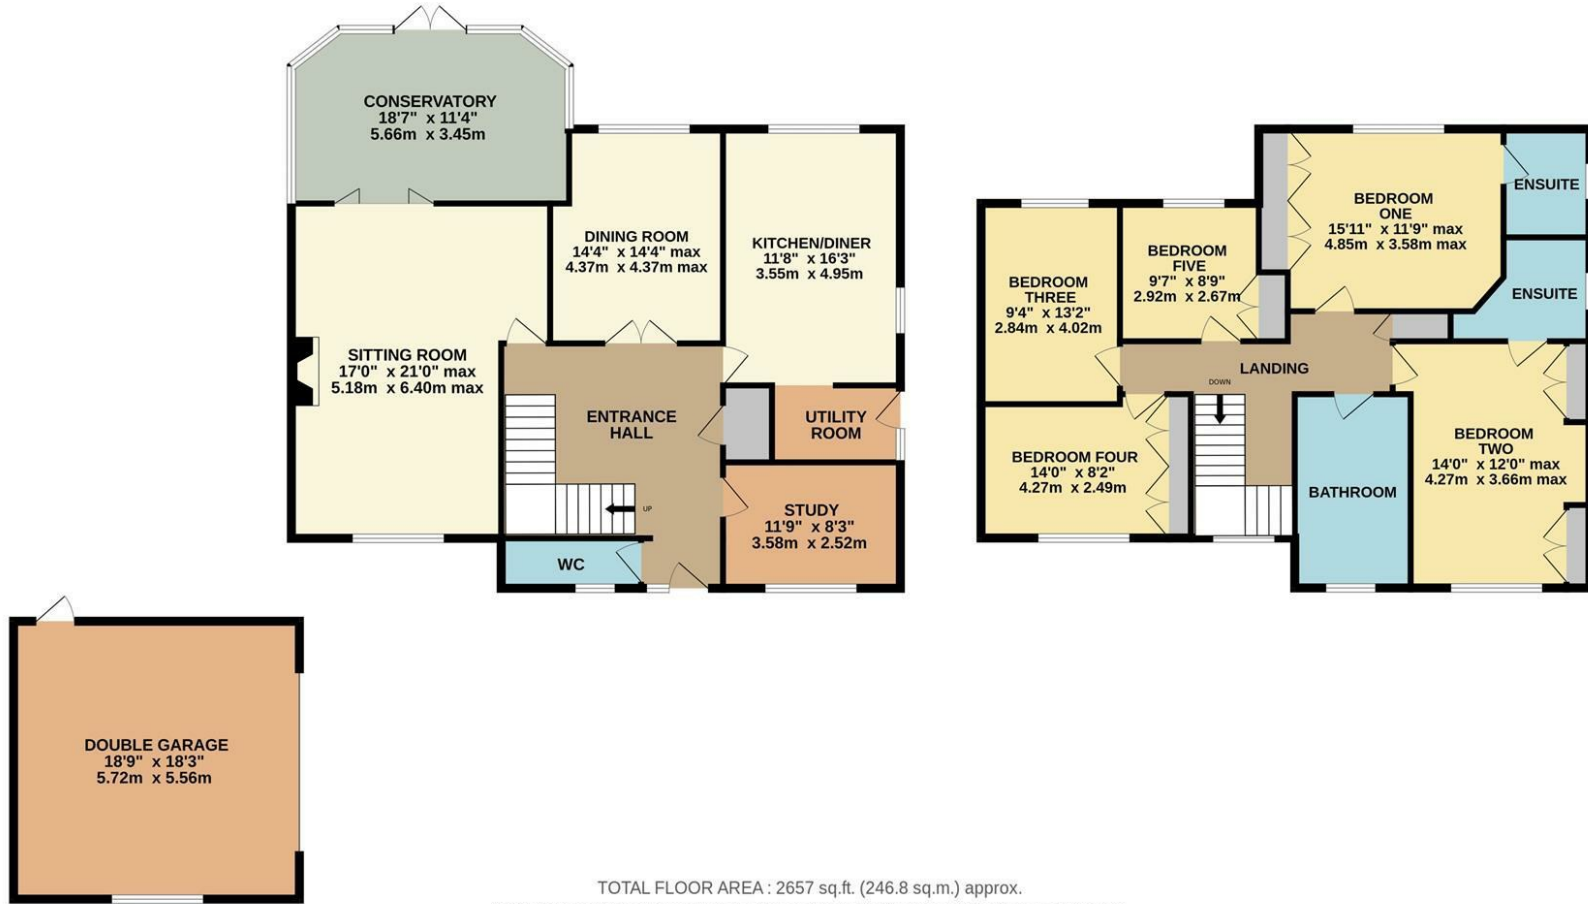 CONSERVATORY
18'7" x 11'4"
5.66m x 3.45m
DINING ROOM
14'4" x 14'4" max
4.37m x 4.37m max
KITCHEN/DINER
11'8" x 16'3"
3.55m x 4.95m
SITTING ROOM
17'0" x 21'0" max
5.18m x 6.40m max
ENTRANCE
HALL
UTILITY
ROOM
UP
STUDY
11'9" x 8'3"
3.58m x 2.52m
WC
BEDROOM
ONE
15'11" x 11'9" max
4.85m x 3.58m max
ENSUITE
BEDROOM
FIVE
9'7" x 8'9"
2.92m x 2.67m
BEDROOM
THREE
9'4" x 13'2"
2.84m x 4.02m
ENSUITE
LANDING
DOWN
BEDROOM FOUR
14'0" x 8'2"
4.27m x 2.49m
BEDROOM
TWO
14'0" x 12'0" max
4.27m x 3.66m max
BATHROOM
DOUBLE GARAGE
18'9" x 18'3"
5.72m x 5.56m
TOTAL FLOOR AREA : 2657 sq.ft. (246.8 sq.m.) approx.